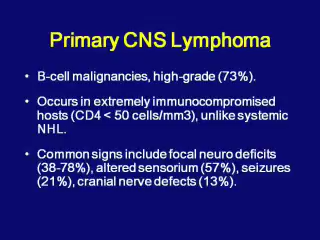 Primary CNS Lymphoma
• B-cell malignancies, high-grade (73%).
• Occurs in extremely immunocompromised
hosts (CD4 < 50 cells/mm3), unlike systemic
NHL.
• Common signs include focal neuro deficits
(38-78%), altered sensorium (57%), seizures
(21%), cranial nerve defects (13%).